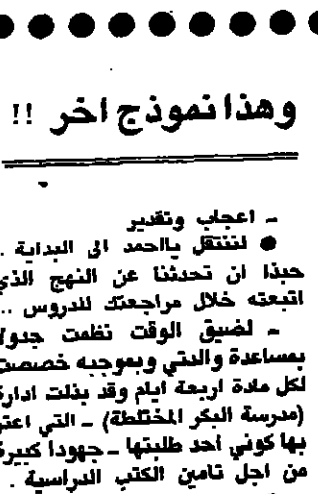 وهذا نموذج اخر !!
ـ اعجاب وتقدير
● لننتقل ياأحمد الى البداية .
حبذا ان تحدثنا عن النهج الذي
اتبعته خلال مراجعتك للدروس ..
ـ لضيق الوقت نظمت جدولا
بمساعدة والدتي وبموجبه خصصت
لكل مادة اربعة ايام وقد بذلت ادارة
(مدرسة البكر المختلطة) ـ التي اعتز
بها كوني أحد طلبتها ـ جهودا كبيرة
من اجل تامين الكتب الدراسية .